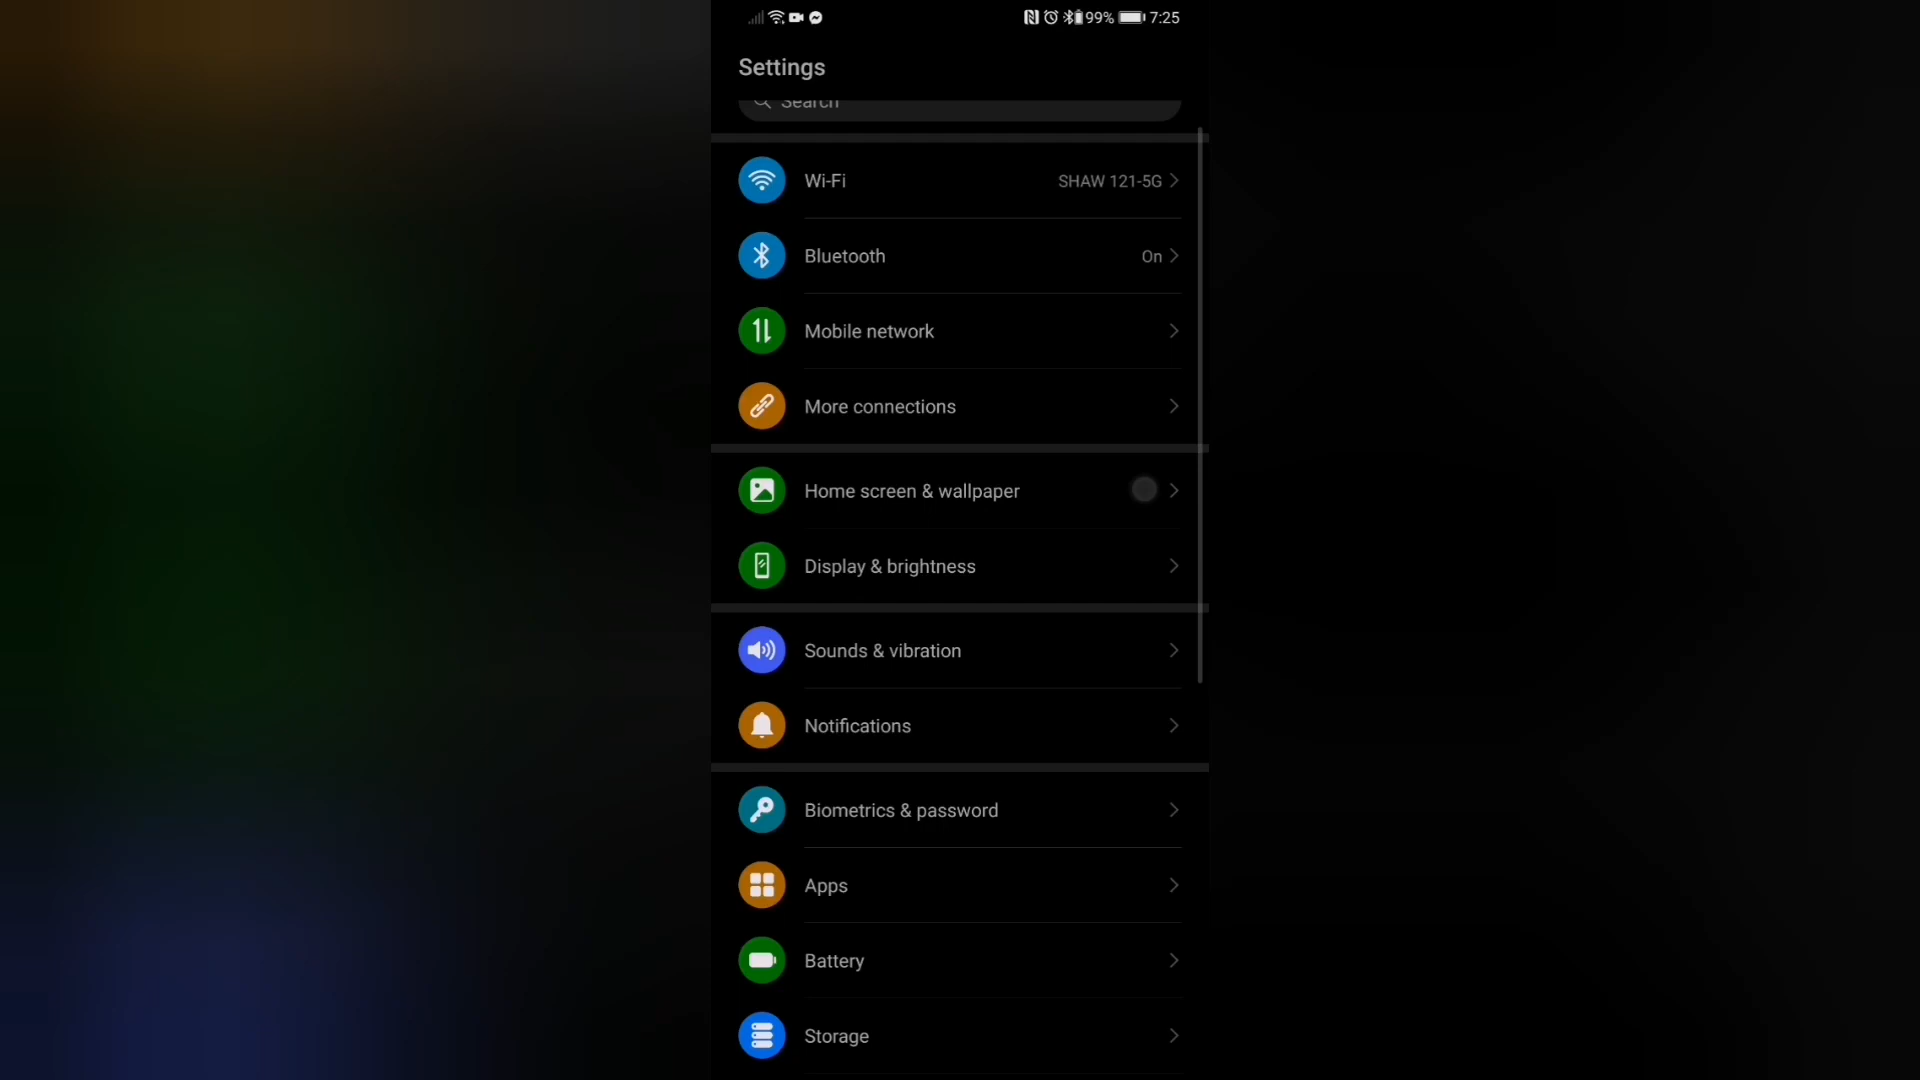 99% 7:25
Settings
Search
Wi-Fi SHAW 121-5G
Bluetooth On
Mobile network
More connections
Home screen & wallpaper
Display & brightness
Sounds & vibration
Notifications
Biometrics & password
Apps
Battery
Storage